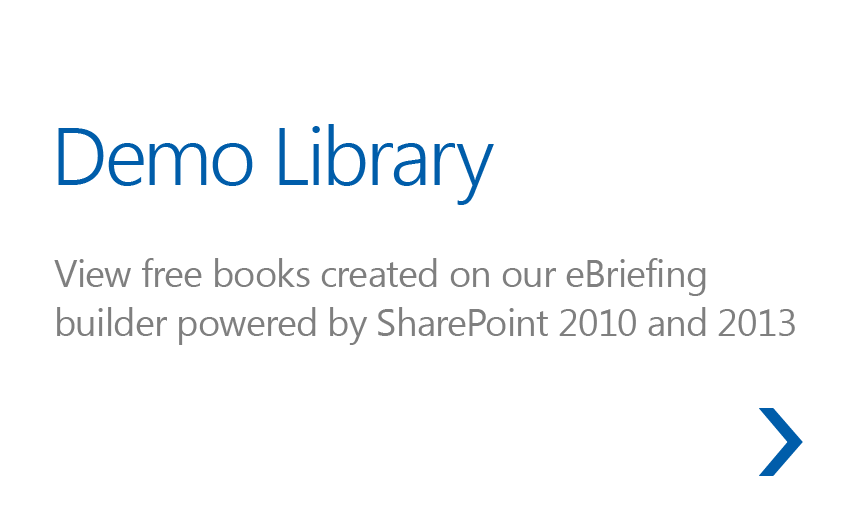 Demo Library
View free books created on our eBriefing
builder powered by SharePoint 2010 and 2013